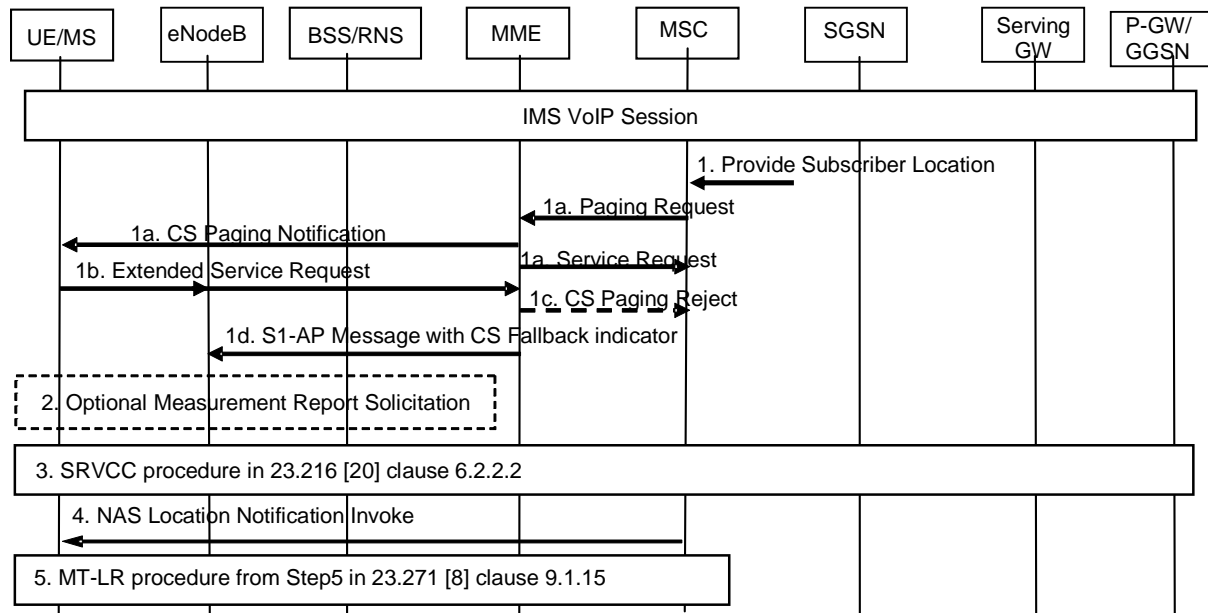 UE/MS
eNodeB
BSS/RNS
MME
MSC
SGSN
Serving
GW
P-GW/
GGSN
IMS VoIP Session
1. Provide Subscriber Location
1a. Paging Request
1a. CS Paging Notification
1a. Service Request
1b. Extended Service Request
1c. CS Paging Reject
1d. S1-AP Message with CS Fallback indicator
2. Optional Measurement Report Solicitation
3. SRVCC procedure in 23.216 [20] clause 6.2.2.2
4. NAS Location Notification Invoke
5. MT-LR procedure from Step5 in 23.271 [8] clause 9.1.15